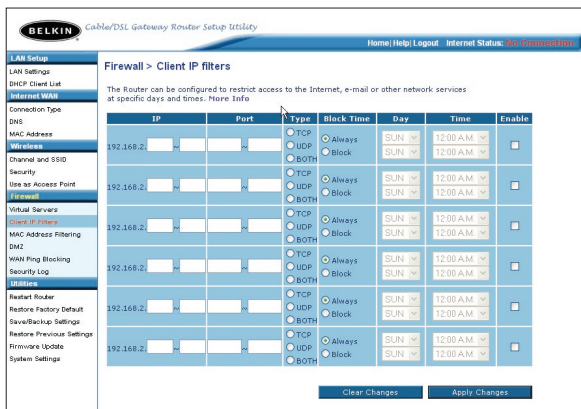 BELKIN
Cable/DSL Gateway Router Setup Utility
Home| Help| Logout Internet Status: No Connection
LAN Setup
LAN Settings
DHCP Client List
Internet WAN
Connection Type
DNS
MAC Address
Wireless
Channel and SSID
Security
Use as Access Point
Firewall
Virtual Servers
Client IP Filters
MAC Address Filtering
DMZ
WAN Ping Blocking
Security Log
Utilities
Restart Router
Restore Factory Default
Save/Backup Settings
Restore Previous Settings
Firmware Update
System Settings
Firewall > Client IP filters
The Router can be configured to restrict access to the Internet, e-mail or other network services
at specific days and times. More Info
IP Port Type Block Time Day Time Enable
192.168.2. ~ ~ TCP UDP BOTH Always Block SUN SUN 12:00 A.M. 12:00 A.M.
192.168.2. ~ ~ TCP UDP BOTH Always Block SUN SUN 12:00 A.M. 12:00 A.M.
192.168.2. ~ ~ TCP UDP BOTH Always Block SUN SUN 12:00 A.M. 12:00 A.M.
192.168.2. ~ ~ TCP UDP BOTH Always Block SUN SUN 12:00 A.M. 12:00 A.M.
192.168.2. ~ ~ TCP UDP BOTH Always Block SUN SUN 12:00 A.M. 12:00 A.M.
192.168.2. ~ ~ TCP UDP BOTH Always Block SUN SUN 12:00 A.M. 12:00 A.M.
Clear Changes Apply Changes